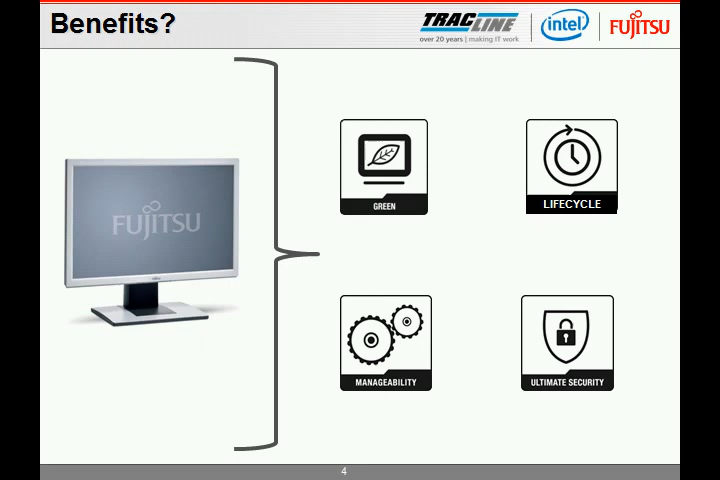 Benefits?
TRACLINE
over 20 years | making IT work
intel
FUJITSU
FUJITSU
GREEN
LIFECYCLE
MANAGEABILITY
ULTIMATE SECURITY
4